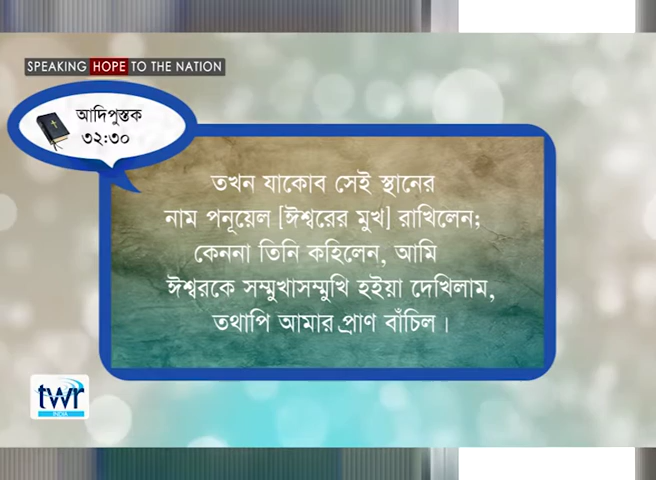 SPEAKING HOPE TO THE NATION
আদিপুস্তক
৩২:৩০
তখন যাকোব সেই স্থানের
নাম পনূয়েল [ঈশ্বরের মুখ] রাখিলেন;
কেননা তিনি কহিলেন, আমি
ঈশ্বরকে সম্মুখাসম্মুখি হইয়া দেখিলাম,
তথাপি আমার প্রাণ বাঁচিল।
twr
INDIA